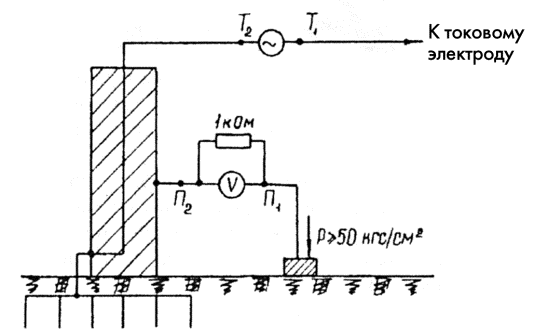 T₂ T₁
К токовому
электроду
1кОм
V
П₂ П₁
P⩾50 кгс/см²